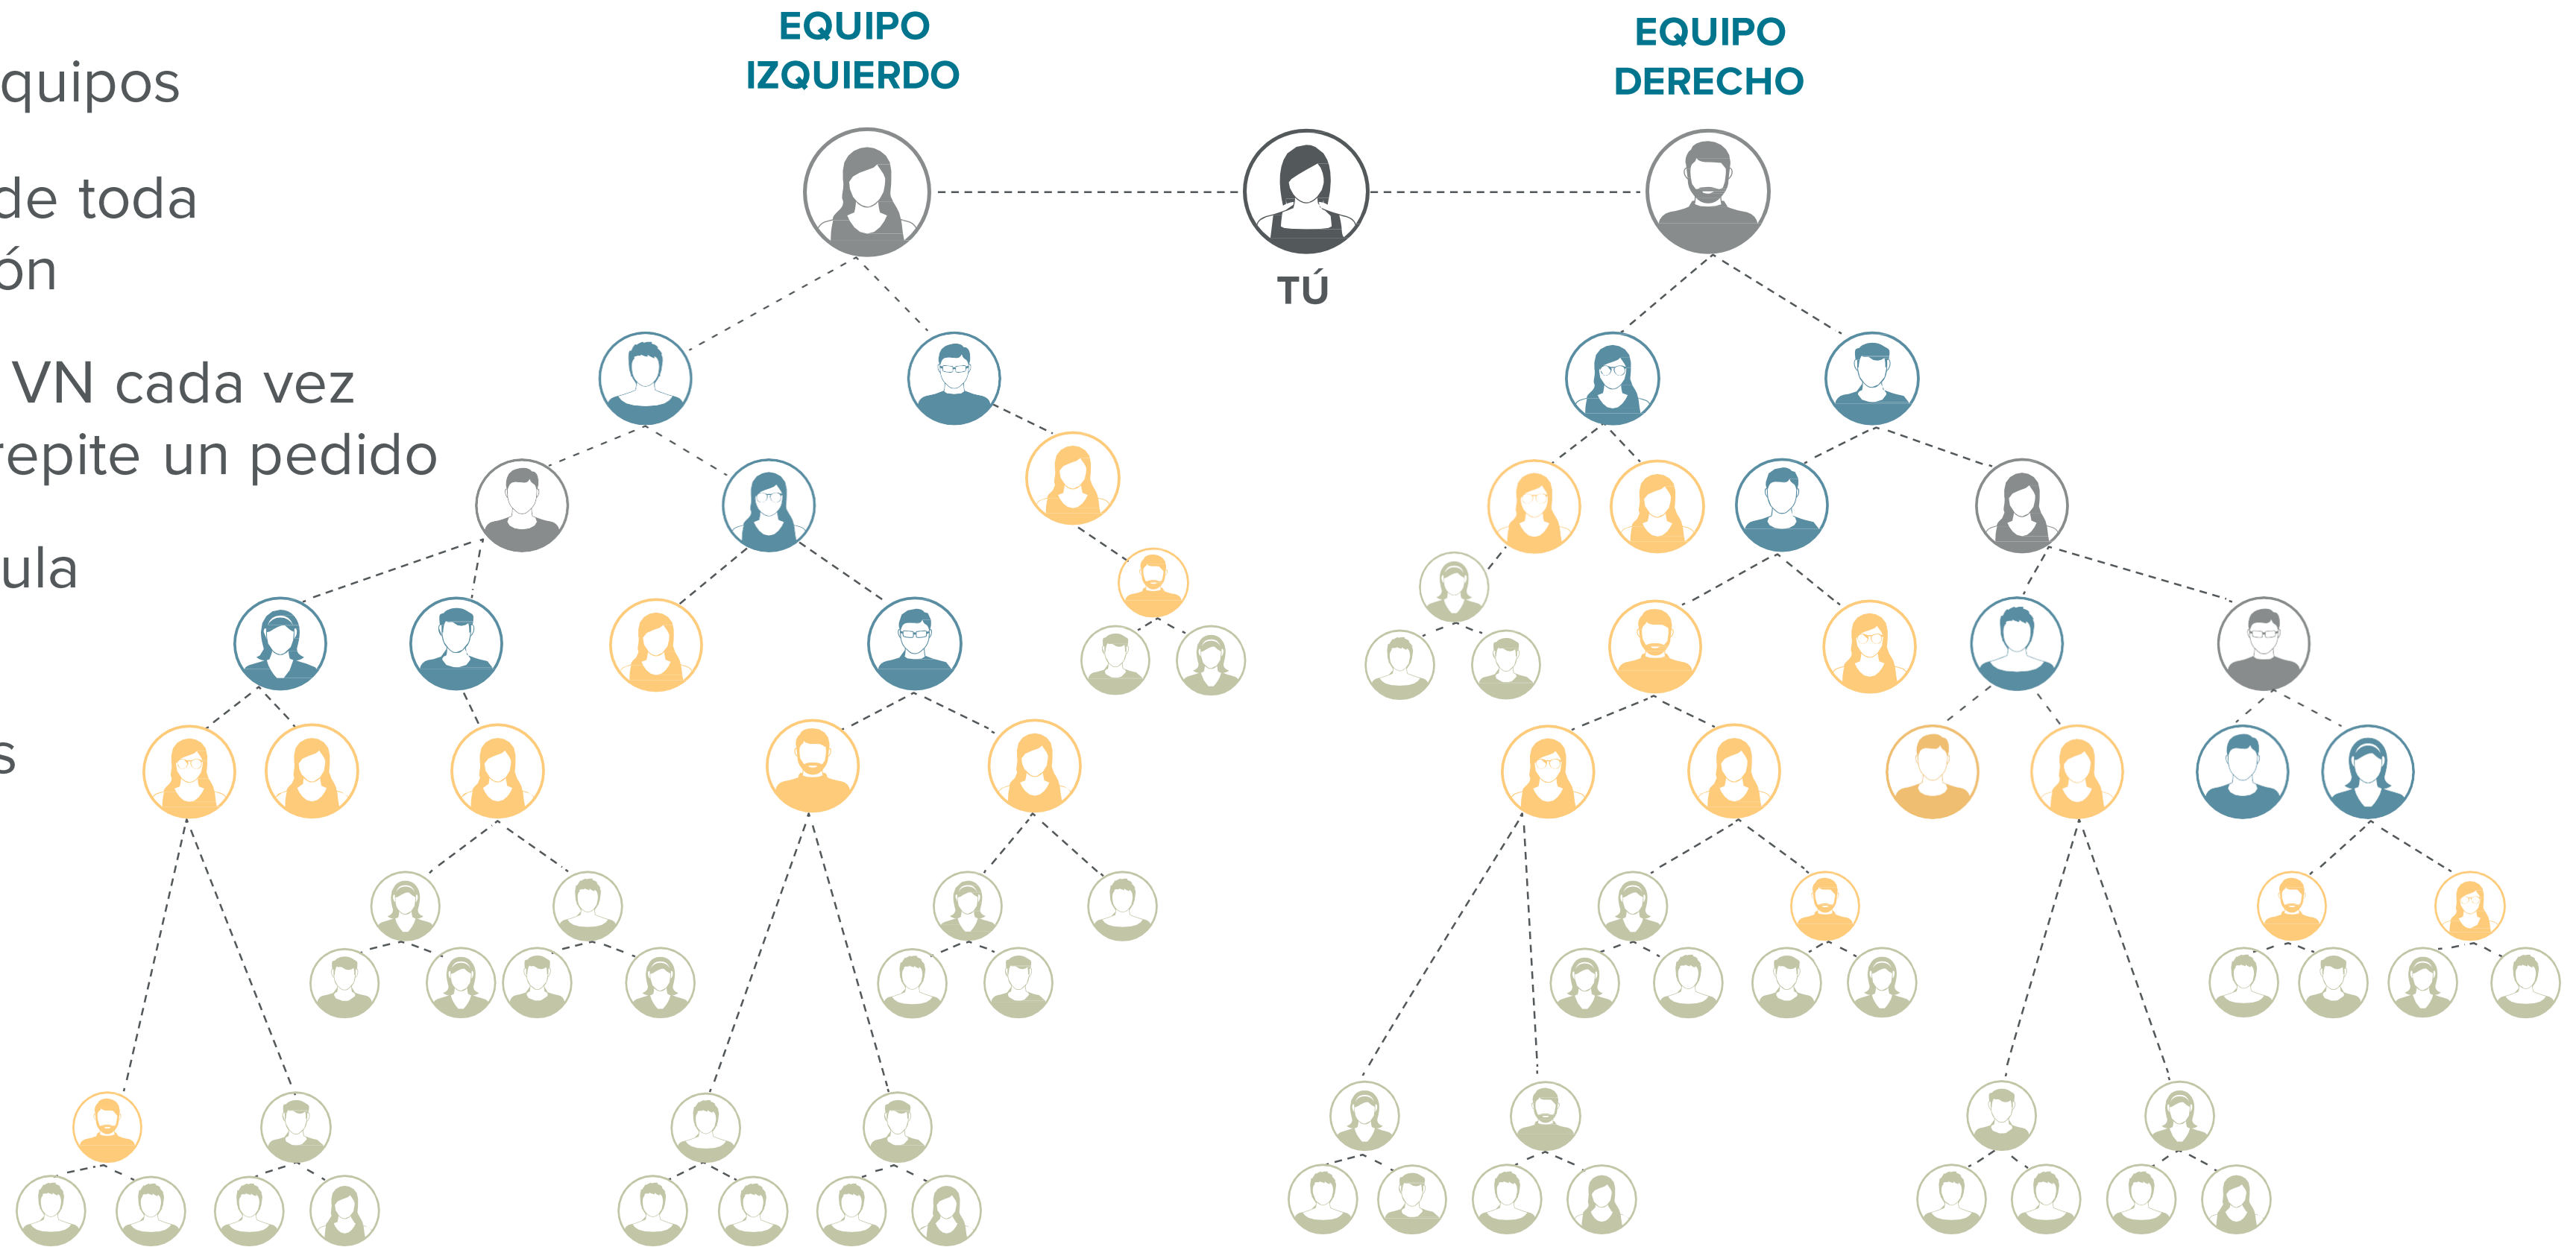 quipos
de toda
ón
VN cada vez
repite un pedido
ula
s
EQUIPO
IZQUIERDO
EQUIPO
DERECHO
TÚ